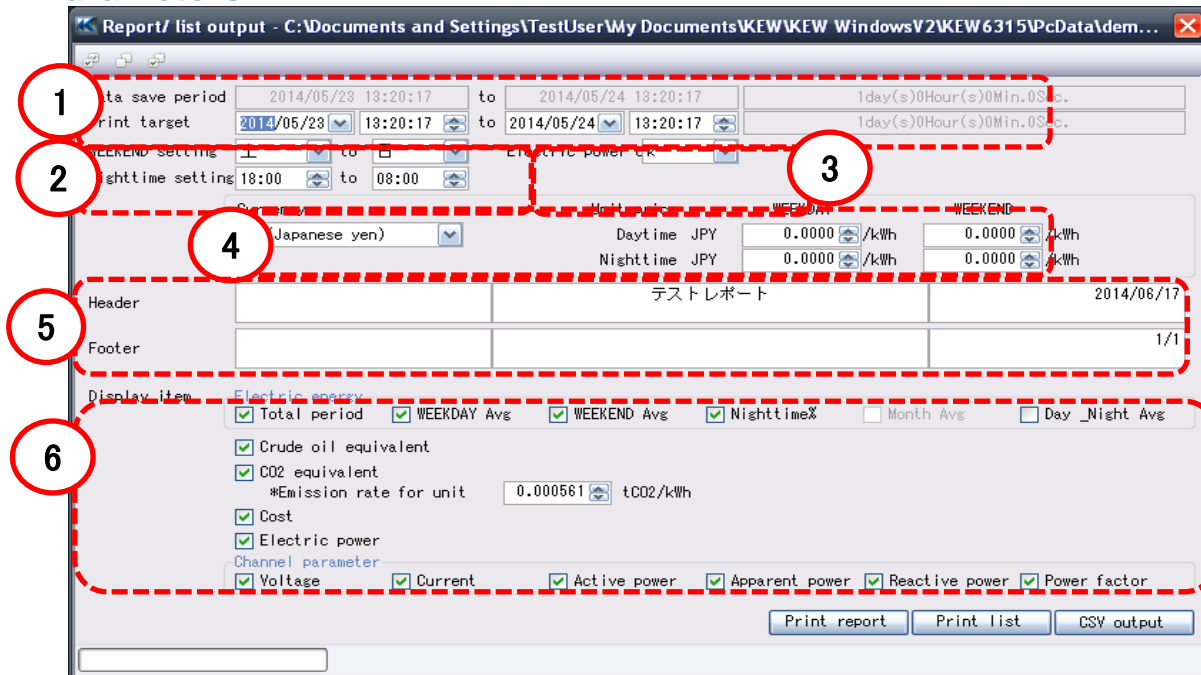 Report/ list output - C:\Documents and Settings\TestUser\My Documents\KEW\KEW WindowsV2\KEW6315\PcData\dem...
1
save period 2014/05/23 13:20:17 to 2014/05/24 13:20:17 1day(s)0Hour(s)0Min.0Sec.
target 2014/05/23 13:20:17 to 2014/05/24 13:20:17 1day(s)0Hour(s)0Min.0Sec.
WEEKEND setting 土 to 日 Electric power
2
setting 18:00 to 08:00
3
WEEKDAY WEEKEND
4
(Japanese yen) Daytime JPY 0.0000 /kWh 0.0000 /kWh
Nighttime JPY 0.0000 /kWh 0.0000 /kWh
5
Header テストレポート 2014/06/17
Footer 1/1
Display item Electric energy
Total period WEEKDAY Avg WEEKEND Avg Nighttime% Month Avg Day _Night Avg
6
Crude oil equivalent
CO2 equivalent
*Emission rate for unit 0.000561 tCO2/kWh
Cost
Electric power
Channel parameter
Voltage Current Active power Apparent power Reactive power Power factor
Print report Print list CSV output